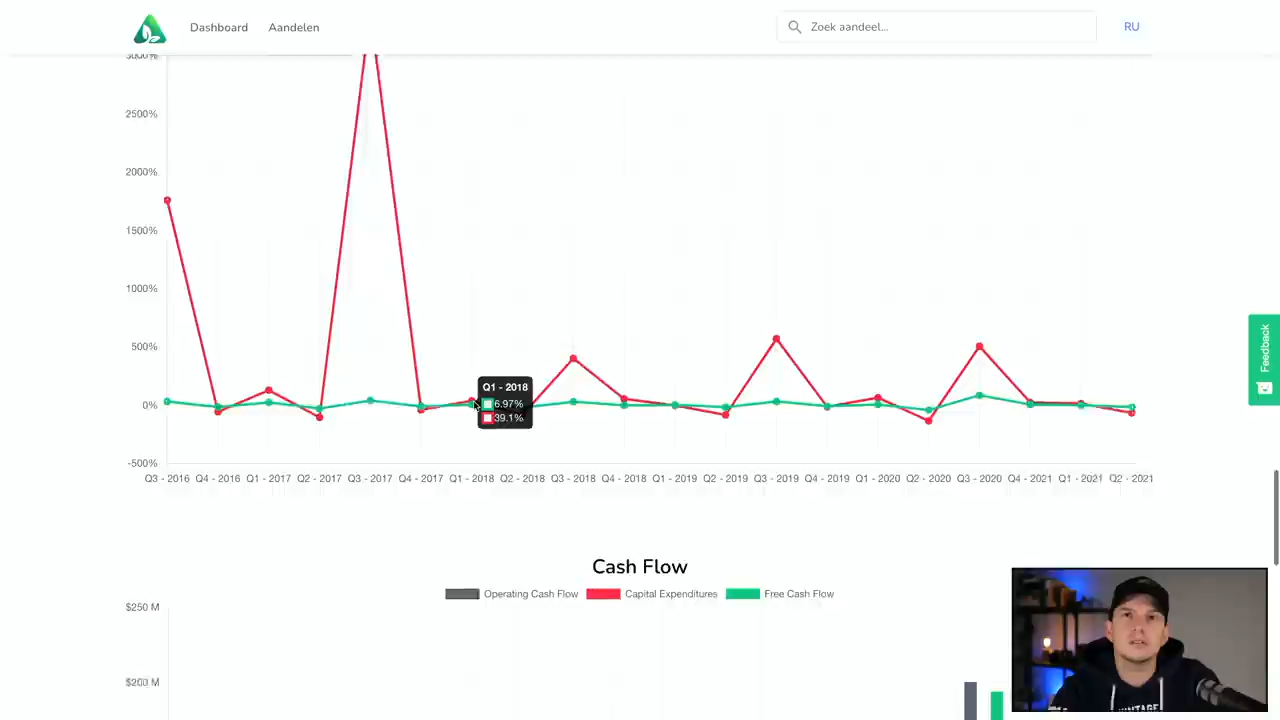 Dashboard Aandelen Zoek aandeel... RU
3000%
2500%
2000%
1500%
1000%
500%
0%
-500%
Q1 - 2018
6.97%
39.1%
Q3 - 2016 Q4 - 2016 Q1 - 2017 Q2 - 2017 Q3 - 2017 Q4 - 2017 Q1 - 2018 Q2 - 2018 Q3 - 2018 Q4 - 2018 Q1 - 2019 Q2 - 2019 Q3 - 2019 Q4 - 2019 Q1 - 2020 Q2 - 2020 Q3 - 2020 Q4 - 2021 Q1 - 2021 Q2 - 2021
Feedback
Cash Flow
Operating Cash Flow Capital Expenditures Free Cash Flow
$250 M
$200 M
VINTAGE